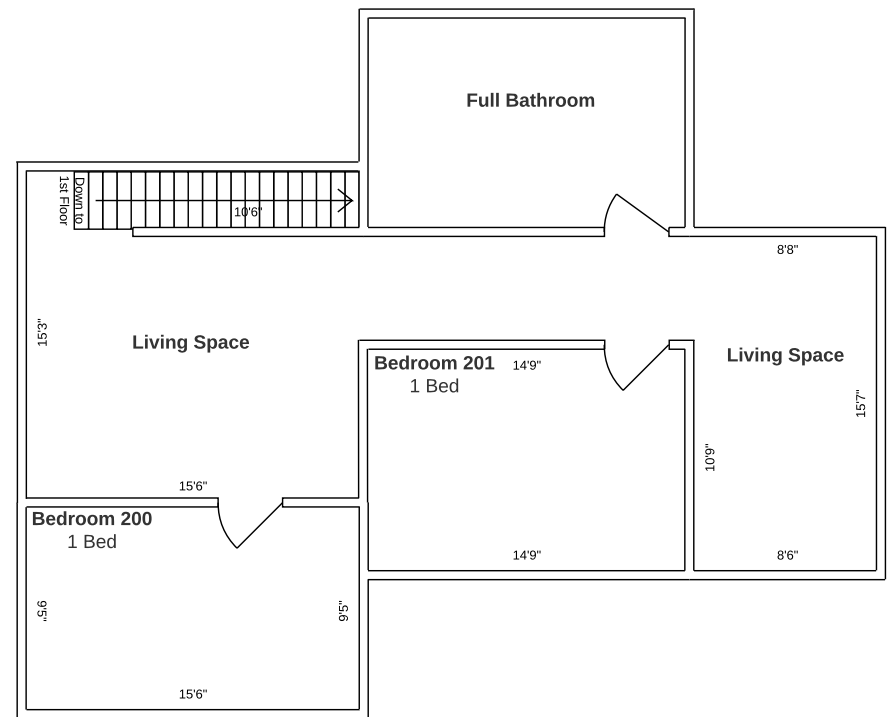 Full Bathroom
Down to
1st Floor
10'6"
8'8"
15'3"
Living Space
Living Space
Bedroom 201
14'9"
1 Bed
15'7"
10'9"
15'6"
Bedroom 200
1 Bed
14'9"
8'6"
9'5"
9'5"
15'6"